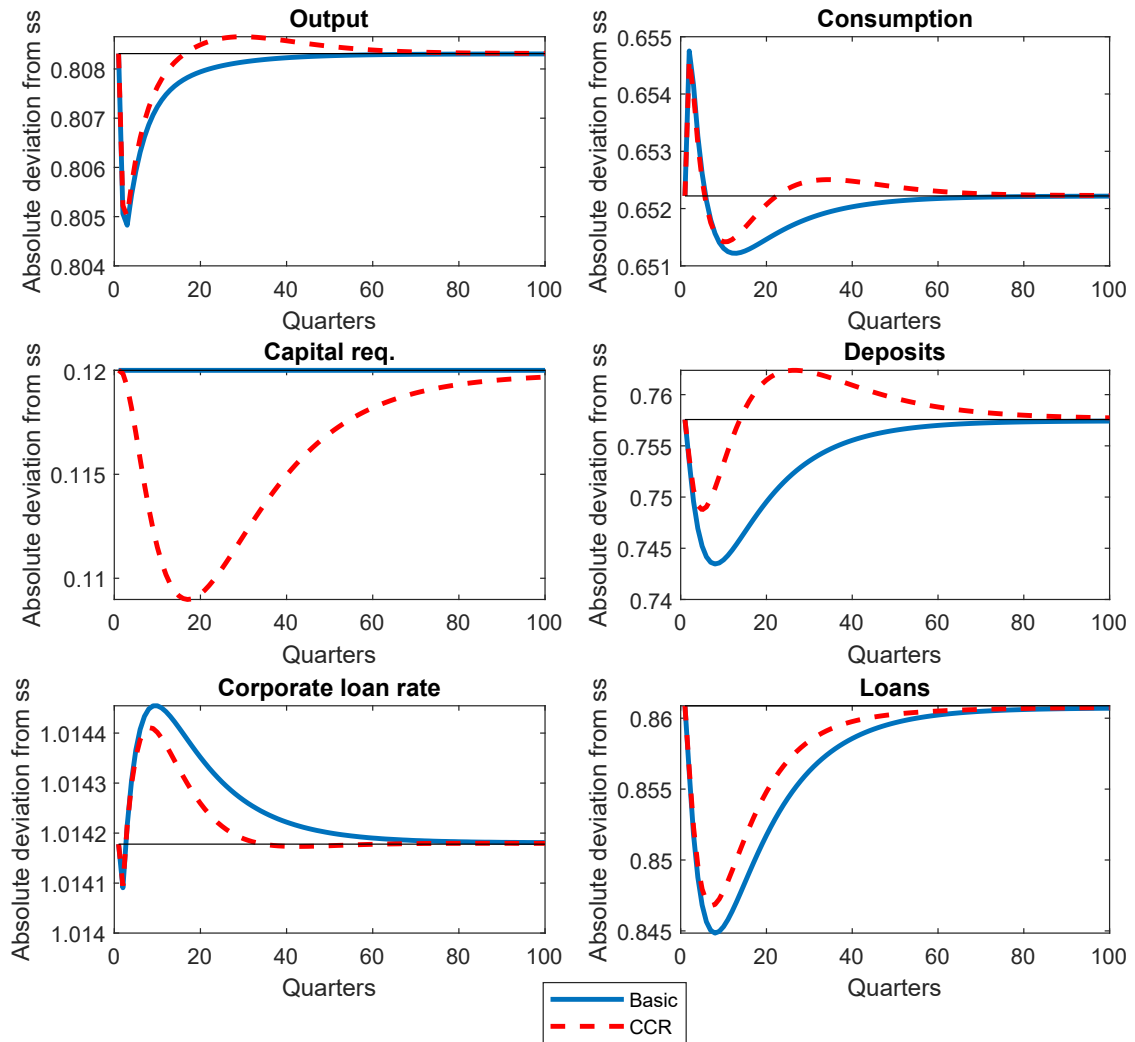 Output
Absolute deviation from ss
0.808
0.807
0.806
0.805
0.804
0 20 40 60 80 100
Quarters
Consumption
Absolute deviation from ss
0.655
0.654
0.653
0.652
0.651
0 20 40 60 80 100
Quarters
Capital req.
Absolute deviation from ss
0.12
0.115
0.11
0 20 40 60 80 100
Quarters
Deposits
Absolute deviation from ss
0.76
0.755
0.75
0.745
0.74
0 20 40 60 80 100
Quarters
Corporate loan rate
Absolute deviation from ss
1.0144
1.0143
1.0142
1.0141
1.014
0 20 40 60 80 100
Quarters
Loans
Absolute deviation from ss
0.86
0.855
0.85
0.845
0 20 40 60 80 100
Quarters
Basic
CCR